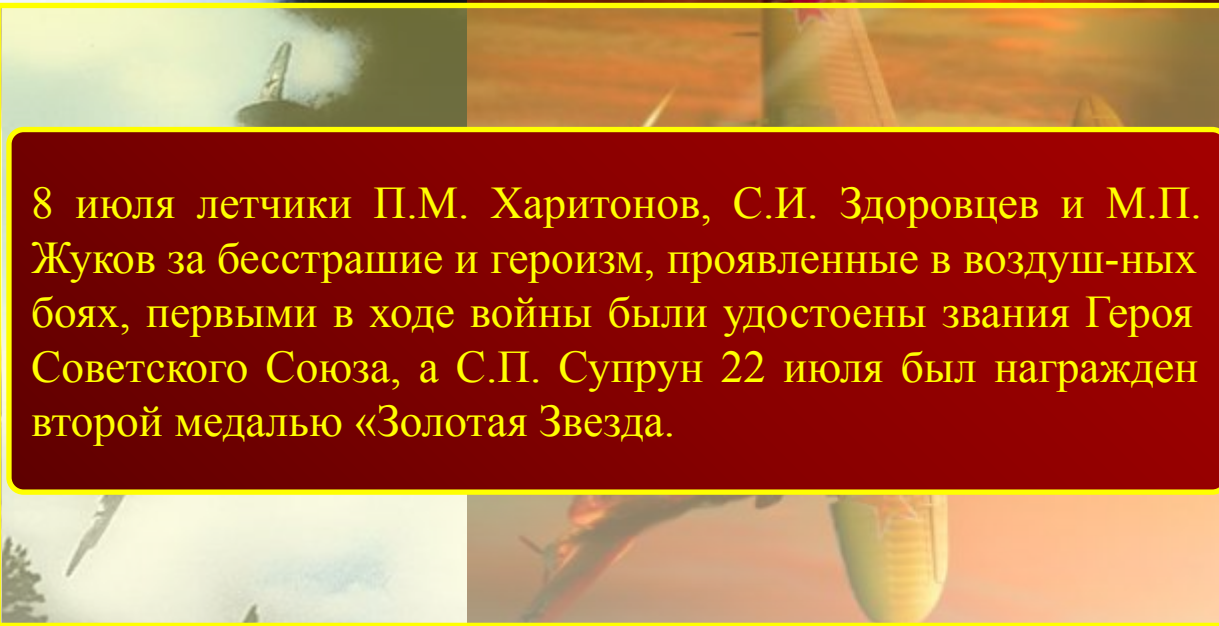 8 июля летчики П.М. Харитонов, С.И. Здоровцев и М.П.
Жуков за бесстрашие и героизм, проявленные в воздуш-ных
боях, первыми в ходе войны были удостоены звания Героя
Советского Союза, а С.П. Супрун 22 июля был награжден
второй медалью «Золотая Звезда.